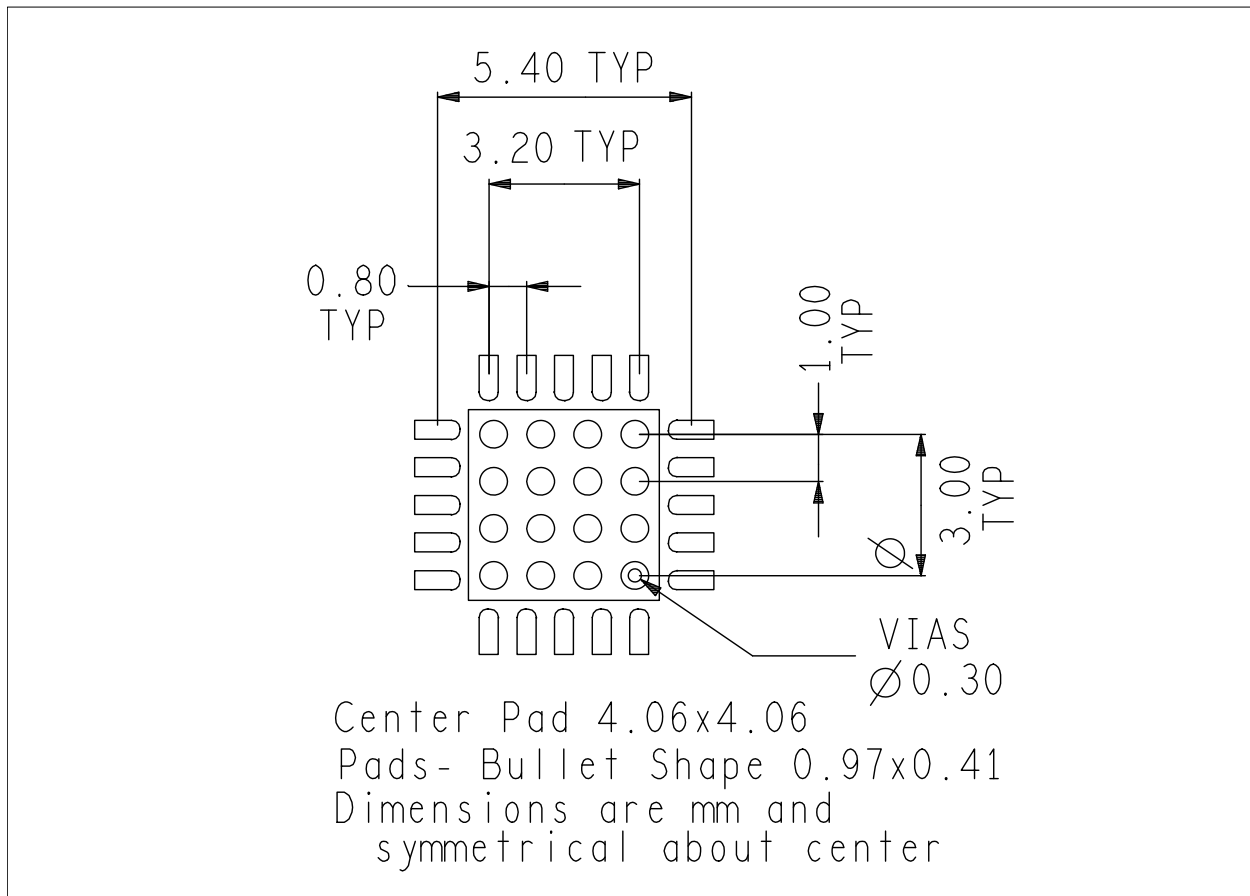 5.40 TYP
3.20 TYP
0.80
TYP
1.00
TYP
3.00
TYP
Ø
VIAS
Ø0.30
Center Pad 4.06x4.06
Pads- Bullet Shape 0.97x0.41
Dimensions are mm and
symmetrical about center